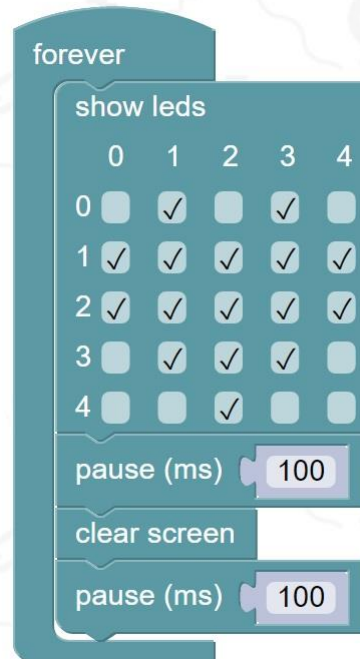 forever
show leds
0 1 2 3 4
0
1
2
3
4
pause (ms) 100
clear screen
pause (ms) 100